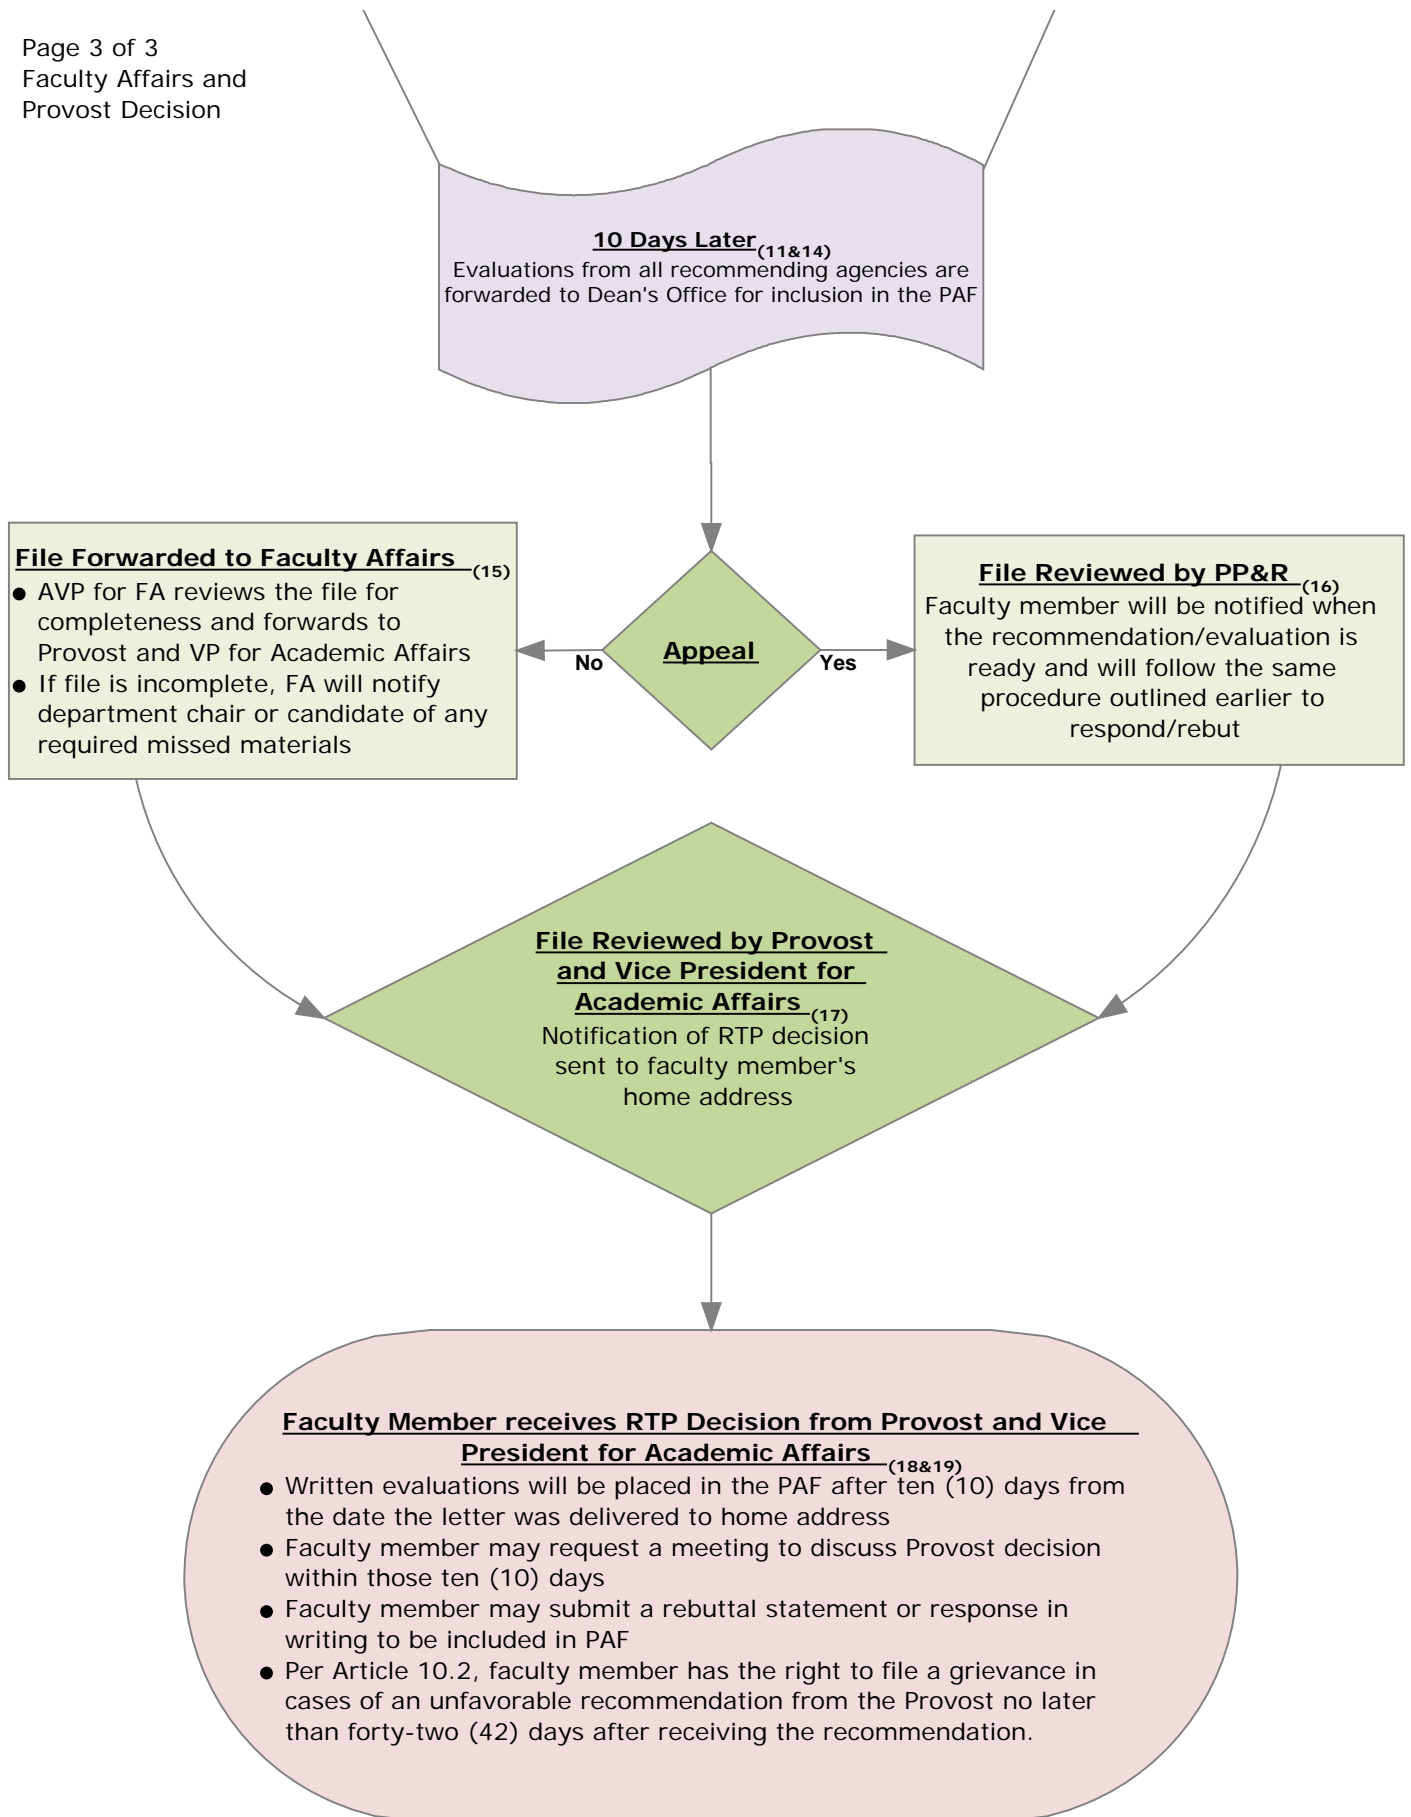 Page 3 of 3
Faculty Affairs and
Provost Decision
10 Days Later (11&14)
Evaluations from all recommending agencies are
forwarded to Dean's Office for inclusion in the PAF
File Forwarded to Faculty Affairs (15)
● AVP for FA reviews the file for
completeness and forwards to
Provost and VP for Academic Affairs
● If file is incomplete, FA will notify
department chair or candidate of any
required missed materials
No
Appeal
Yes
File Reviewed by PP&R (16)
Faculty member will be notified when
the recommendation/evaluation is
ready and will follow the same
procedure outlined earlier to
respond/rebut
File Reviewed by Provost
and Vice President for
Academic Affairs (17)
Notification of RTP decision
sent to faculty member's
home address
Faculty Member receives RTP Decision from Provost and Vice
President for Academic Affairs (18&19)
● Written evaluations will be placed in the PAF after ten (10) days from
the date the letter was delivered to home address
● Faculty member may request a meeting to discuss Provost decision
within those ten (10) days
● Faculty member may submit a rebuttal statement or response in
writing to be included in PAF
● Per Article 10.2, faculty member has the right to file a grievance in
cases of an unfavorable recommendation from the Provost no later
than forty-two (42) days after receiving the recommendation.